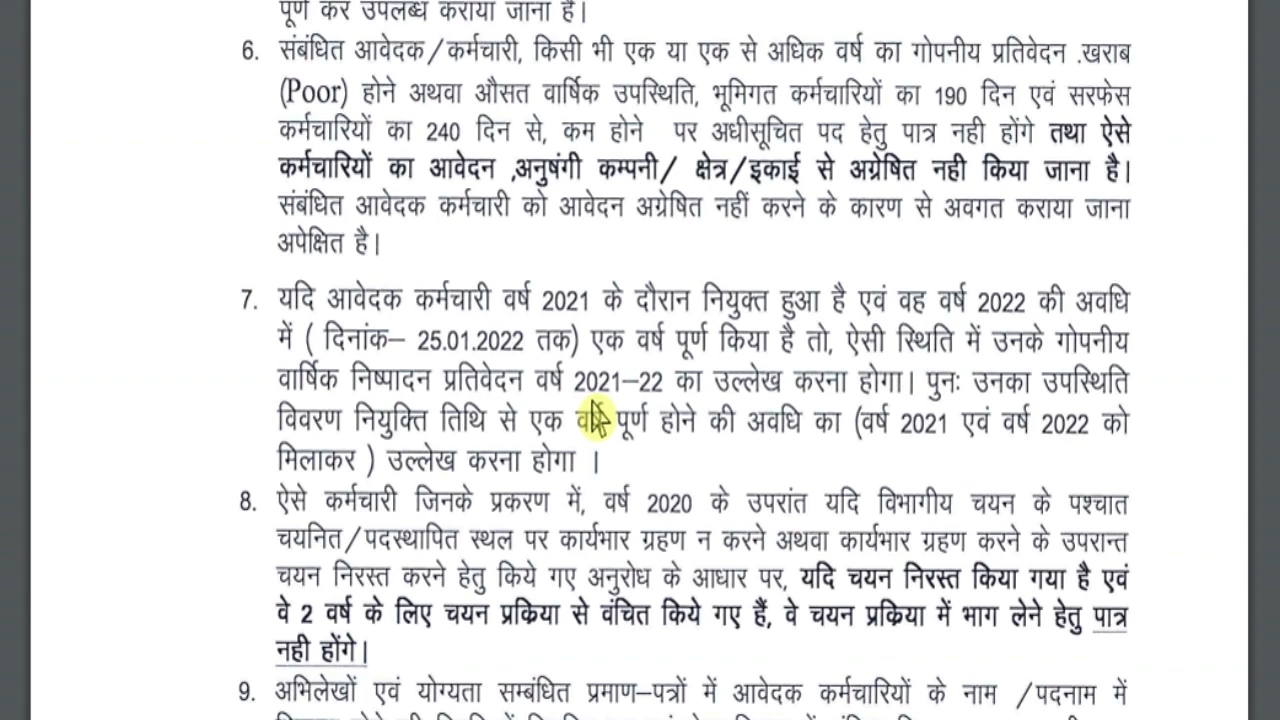 पूर्ण कर उपलब्ध कराया जाना है।
6. संबंधित आवेदक/कर्मचारी, किसी भी एक या एक से अधिक वर्ष का गोपनीय प्रतिवेदन .खराब
(Poor) होने अथवा औसत वार्षिक उपस्थिति, भूमिगत कर्मचारियों का 190 दिन एवं सरफेस
कर्मचारियों का 240 दिन से, कम होने पर अधीसूचित पद हेतु पात्र नही होंगे तथा ऐसे
कर्मचारियों का आवेदन ,अनुषंगी कम्पनी/ क्षेत्र/इकाई से अग्रेषित नही किया जाना है।
संबंधित आवेदक कर्मचारी को आवेदन अग्रेषित नहीं करने के कारण से अवगत कराया जाना
अपेक्षित है।
7. यदि आवेदक कर्मचारी वर्ष 2021 के दौरान नियुक्त हुआ है एवं वह वर्ष 2022 की अवधि
में ( दिनांक– 25.01.2022 तक) एक वर्ष पूर्ण किया है तो, ऐसी स्थिति में उनके गोपनीय
वार्षिक निष्पादन प्रतिवेदन वर्ष 2021–22 का उल्लेख करना होगा। पुनः उनका उपस्थिति
विवरण नियुक्ति तिथि से एक वर्ष पूर्ण होने की अवधि का (वर्ष 2021 एवं वर्ष 2022 को
मिलाकर ) उल्लेख करना होगा ।
8. ऐसे कर्मचारी जिनके प्रकरण में, वर्ष 2020 के उपरांत यदि विभागीय चयन के पश्चात
चयनित/पदस्थापित स्थल पर कार्यभार ग्रहण न करने अथवा कार्यभार ग्रहण करने के उपरान्त
चयन निरस्त करने हेतु किये गए अनुरोध के आधार पर, यदि चयन निरस्त किया गया है एवं
वे 2 वर्ष के लिए चयन प्रकिया से वंचित किये गए हैं, वे चयन प्रकिया में भाग लेने हेतु पात्र
नही होंगे।
9. अभिलेखों एवं योग्यता सम्बंधित प्रमाण–पत्रों में आवेदक कर्मचारियों के नाम /पदनाम में